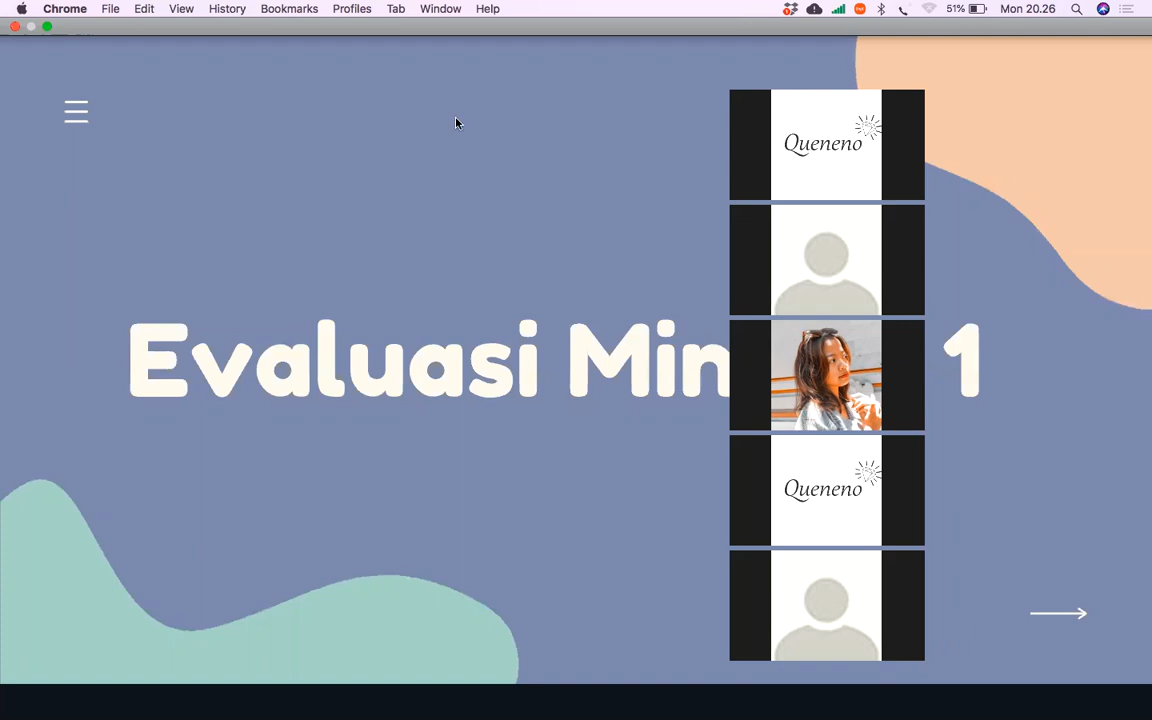 Chrome File Edit View History Bookmarks Profiles Tab Window Help 51% Mon 20.26
Queneno
Evaluasi Min 1
Queneno